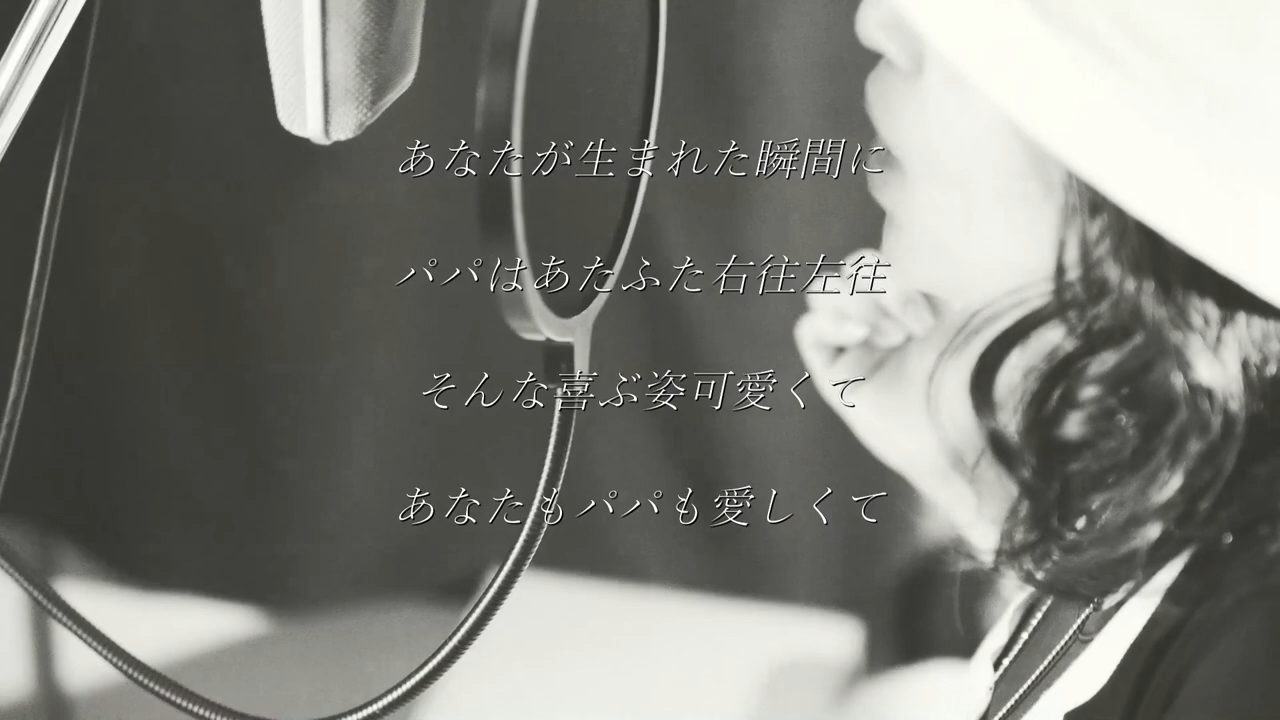 あなたが生まれた瞬間に
パパはあたふた右往左往
そんな喜ぶ姿可愛くて
あなたもパパも愛しくて